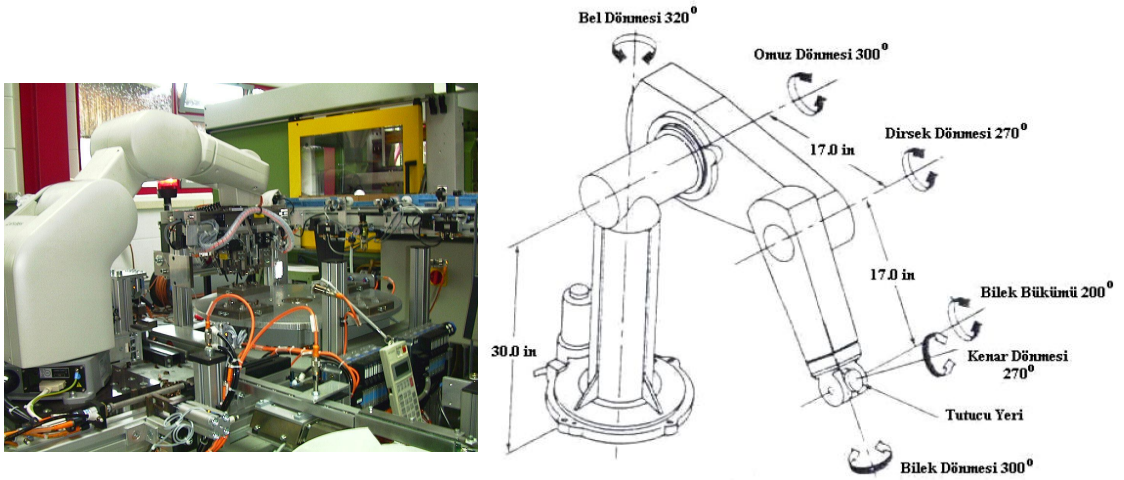 Bel Dönmesi 320°
Omuz Dönmesi 300°
Dirsek Dönmesi 270°
17.0 in
17.0 in
Bilek Bükümü 200°
30.0 in
Kenar Dönmesi
270°
Tutucu Yeri
Bilek Dönmesi 300°